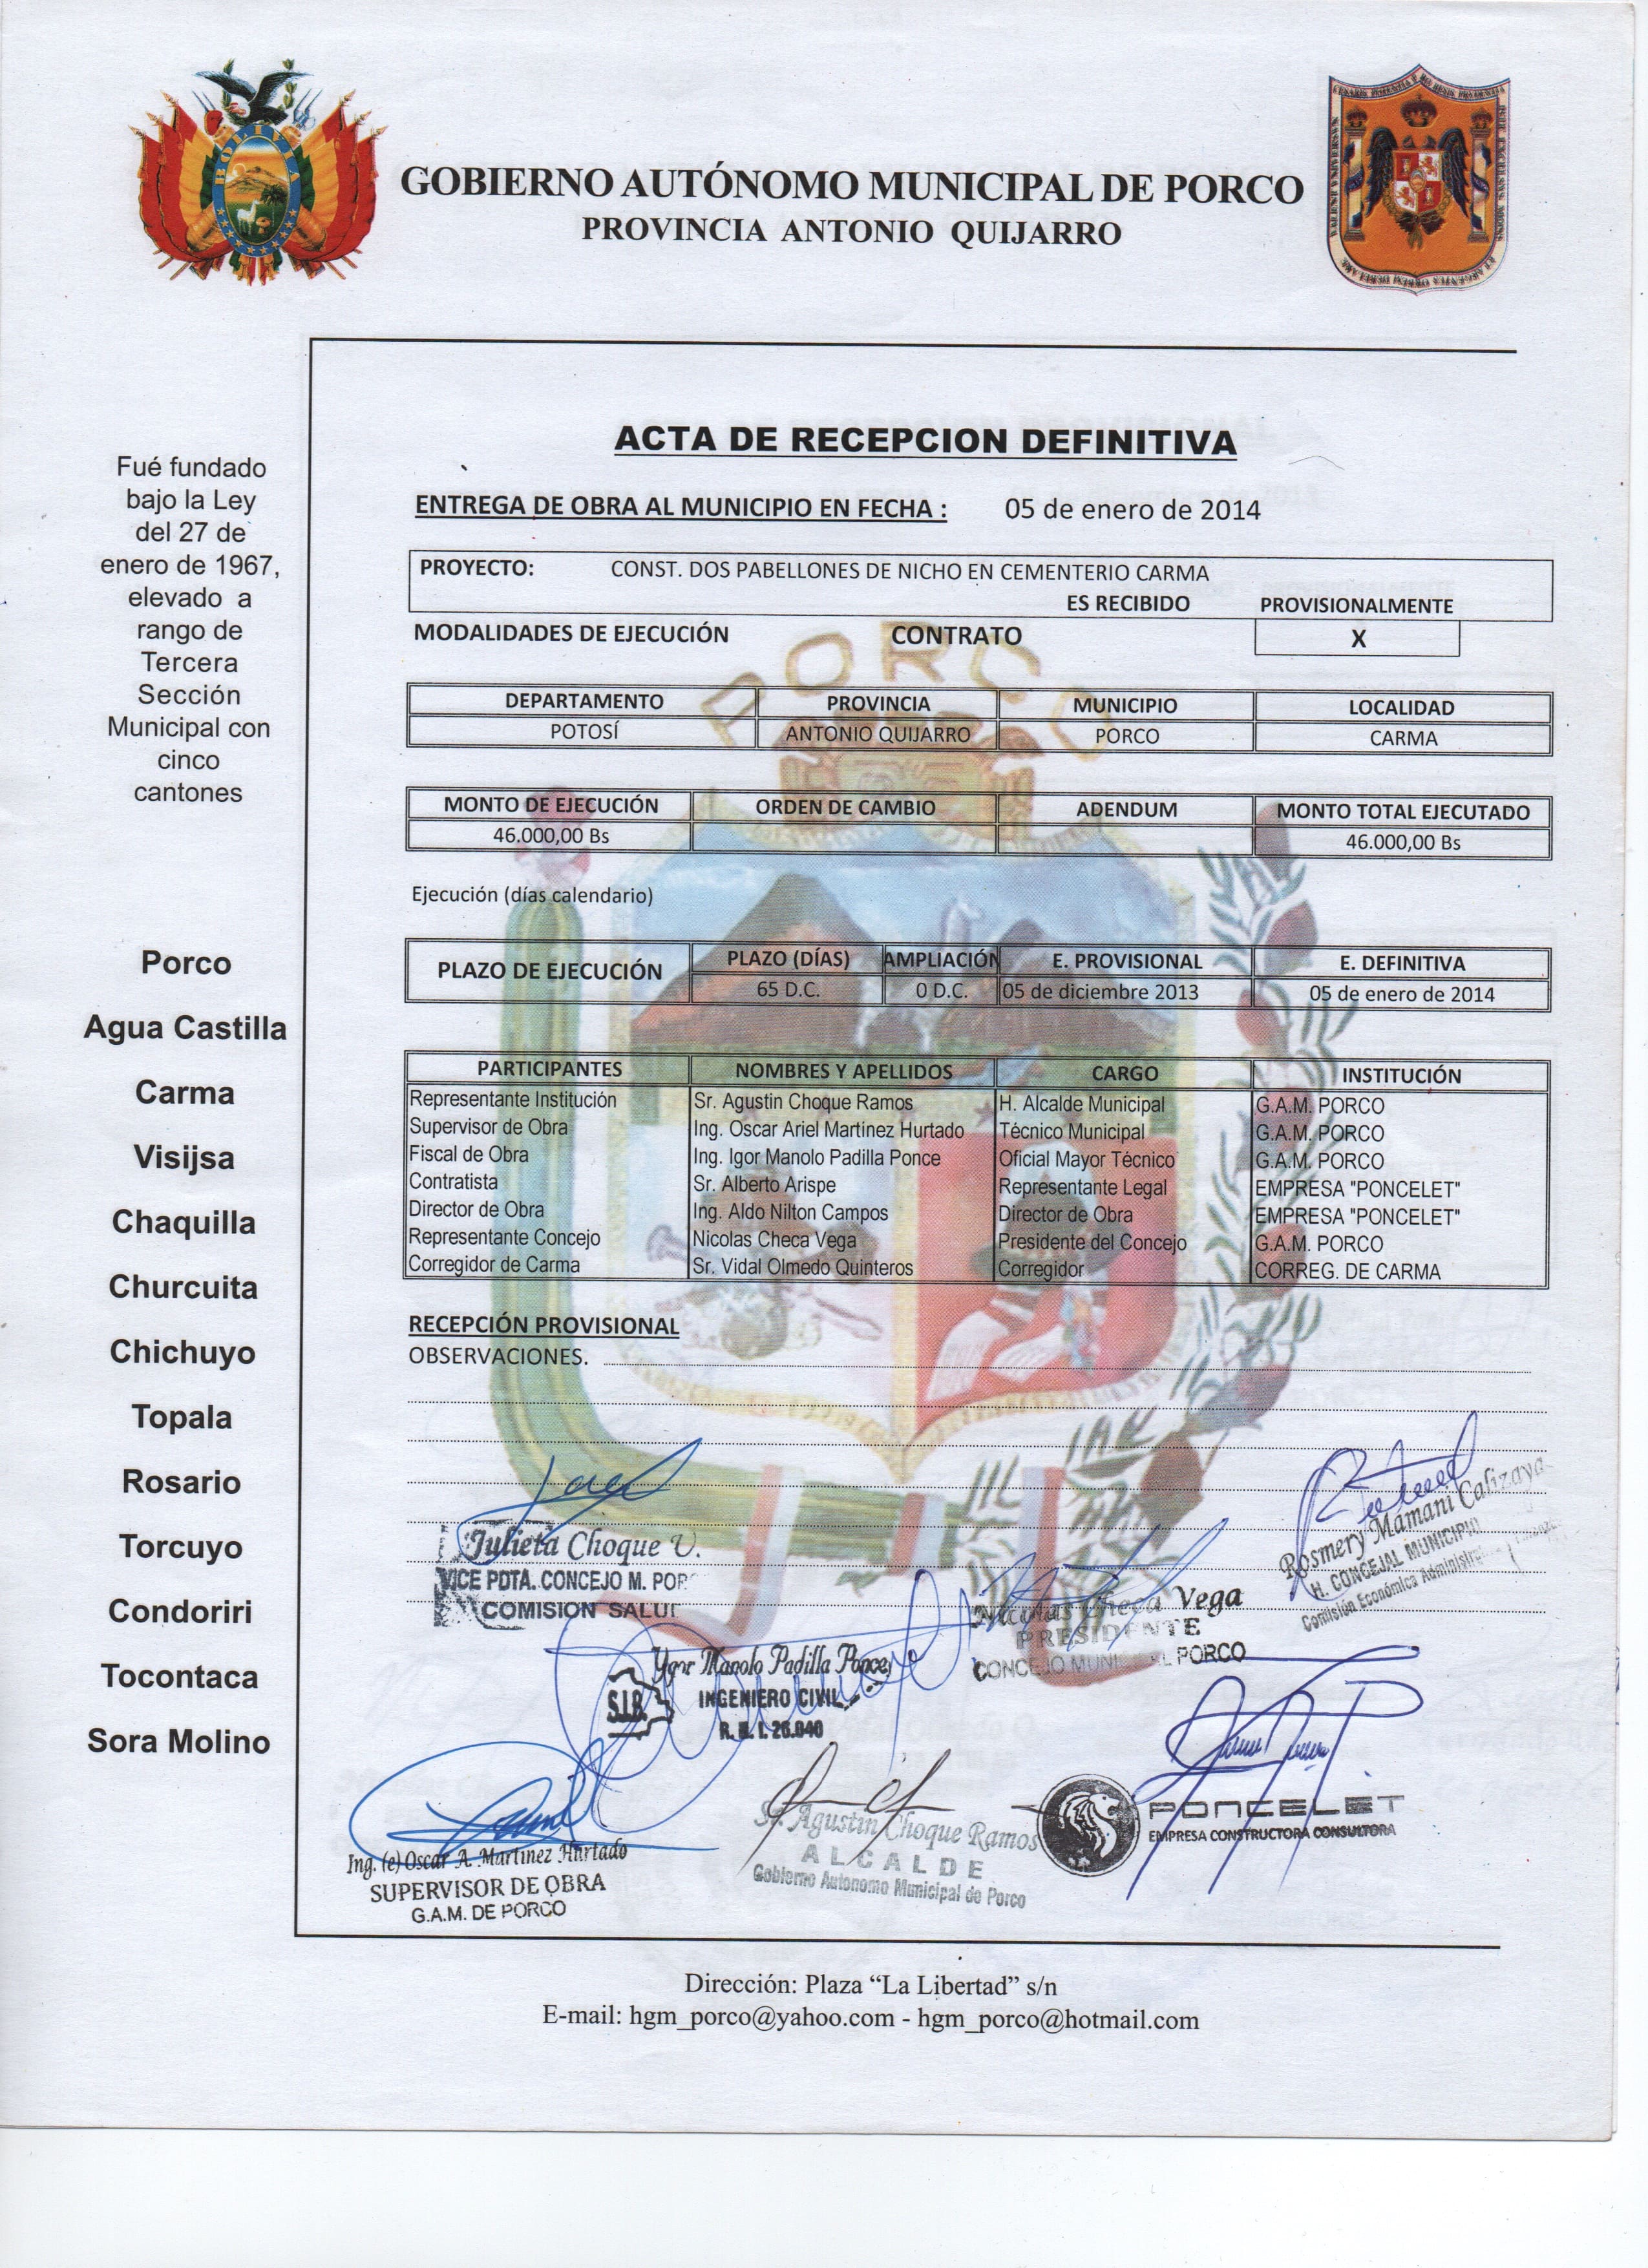 BOLIVIA
GOBIERNO AUTÓNOMO MUNICIPAL DE PORCO
PROVINCIA ANTONIO QUIJARRO
Fué fundado
bajo la Ley
del 27 de
enero de 1967,
elevado a
rango de
Tercera
Sección
Municipal con
cinco
cantones
Porco
Agua Castilla
Carma
Visijsa
Chaquilla
Churcuita
Chichuyo
Topala
Rosario
Torcuyo
Condoriri
Tocontaca
Sora Molino
ACTA DE RECEPCION DEFINITIVA
ENTREGA DE OBRA AL MUNICIPIO EN FECHA : 05 de enero de 2014
PROYECTO: CONST. DOS PABELLONES DE NICHO EN CEMENTERIO CARMA
ES RECIBIDO PROVISIONALMENTE
MODALIDADES DE EJECUCIÓN CONTRATO X
PORCO
DEPARTAMENTO PROVINCIA MUNICIPIO LOCALIDAD
POTOSÍ ANTONIO QUIJARRO PORCO CARMA
MONTO DE EJECUCIÓN ORDEN DE CAMBIO ADENDUM MONTO TOTAL EJECUTADO
46.000,00 Bs 46.000,00 Bs
Ejecución (días calendario)
PLAZO DE EJECUCIÓN PLAZO (DÍAS) AMPLIACIÓN E. PROVISIONAL E. DEFINITIVA
65 D.C. 0 D.C. 05 de diciembre 2013 05 de enero de 2014
PARTICIPANTES NOMBRES Y APELLIDOS CARGO INSTITUCIÓN
Representante Institución Sr. Agustin Choque Ramos H. Alcalde Municipal G.A.M. PORCO
Supervisor de Obra Ing. Oscar Ariel Martinez Hurtado Técnico Municipal G.A.M. PORCO
Fiscal de Obra Ing. Igor Manolo Padilla Ponce Oficial Mayor Técnico G.A.M. PORCO
Contratista Sr. Alberto Arispe Representante Legal EMPRESA "PONCELET"
Director de Obra Ing. Aldo Nilton Campos Director de Obra EMPRESA "PONCELET"
Representante Concejo Nicolas Checa Vega Presidente del Concejo G.A.M. PORCO
Corregidor de Carma Sr. Vidal Olmedo Quinteros Corregidor CORREG. DE CARMA
RECEPCIÓN PROVISIONAL
OBSERVACIONES.
Julieta Choque V.
VICE PDTA. CONCEJO M. POR
COMISION SALU
Rosmery Mamani Calizaya
H. CONCEJAL MUNICIPIO
Comisión Económica Administra
Nicolas Checa Vega
PRESIDENTE
CONCEJO MUNICIPAL PORCO
Ygor Manolo Padilla Ponce
S.I.B. INGENIERO CIVIL
R. N. I. 26.040
Ing. (e) Oscar A. Martinez Hurtado
SUPERVISOR DE OBRA
G.A.M. DE PORCO
Sr. Agustin Choque Ramos
ALCALDE
Gobierno Autonomo Municipal de Porco
PONCELET
EMPRESA CONSTRUCTORA CONSULTORA
Dirección: Plaza “La Libertad” s/n
E-mail: hgm_porco@yahoo.com - hgm_porco@hotmail.com